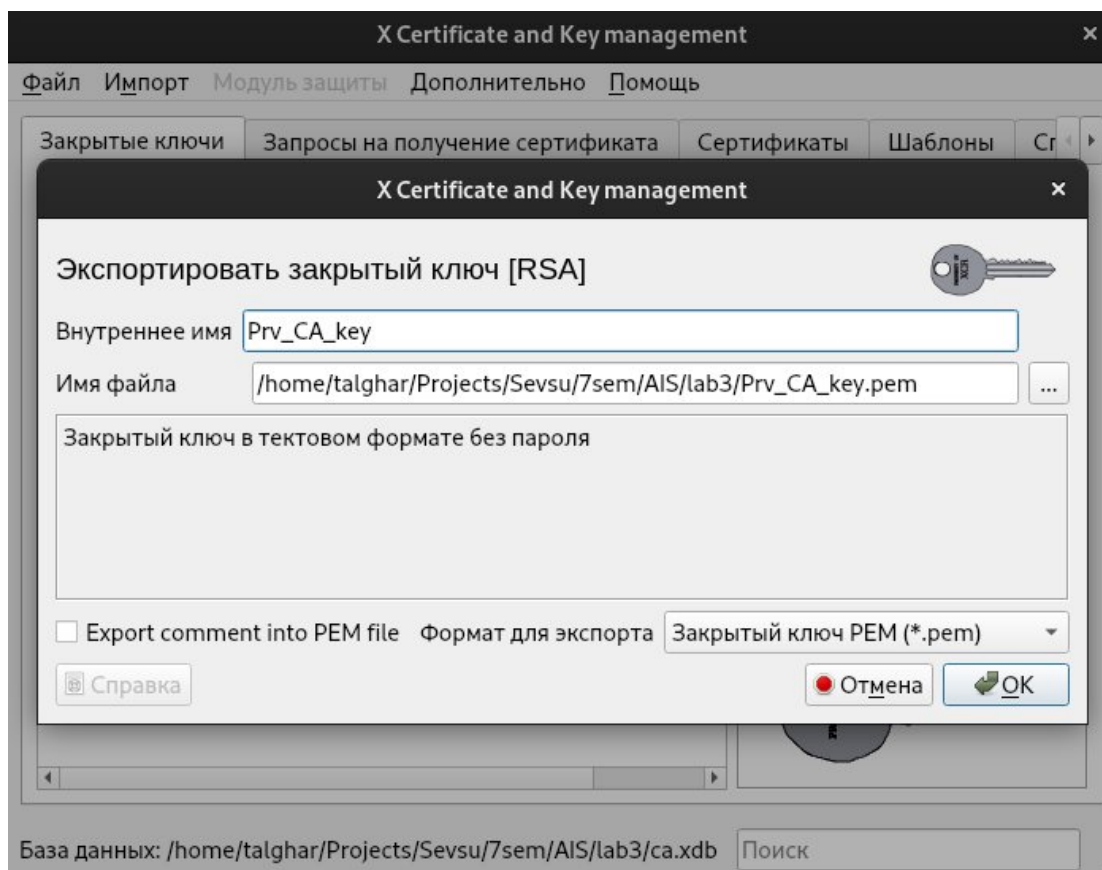 X Certificate and Key management
Файл Импорт Модуль защиты Дополнительно Помощь
Закрытые ключи Запросы на получение сертификата Сертификаты Шаблоны
X Certificate and Key management
Экспортировать закрытый ключ [RSA]
Внутреннее имя Prv_CA_key
Имя файла /home/talghar/Projects/Sevsu/7sem/AIS/lab3/Prv_CA_key.pem ...
Закрытый ключ в тектовом формате без пароля
Export comment into PEM file Формат для экспорта Закрытый ключ PEM (*.pem)
Справка Отмена OK
База данных: /home/talghar/Projects/Sevsu/7sem/AIS/lab3/ca.xdb Поиск